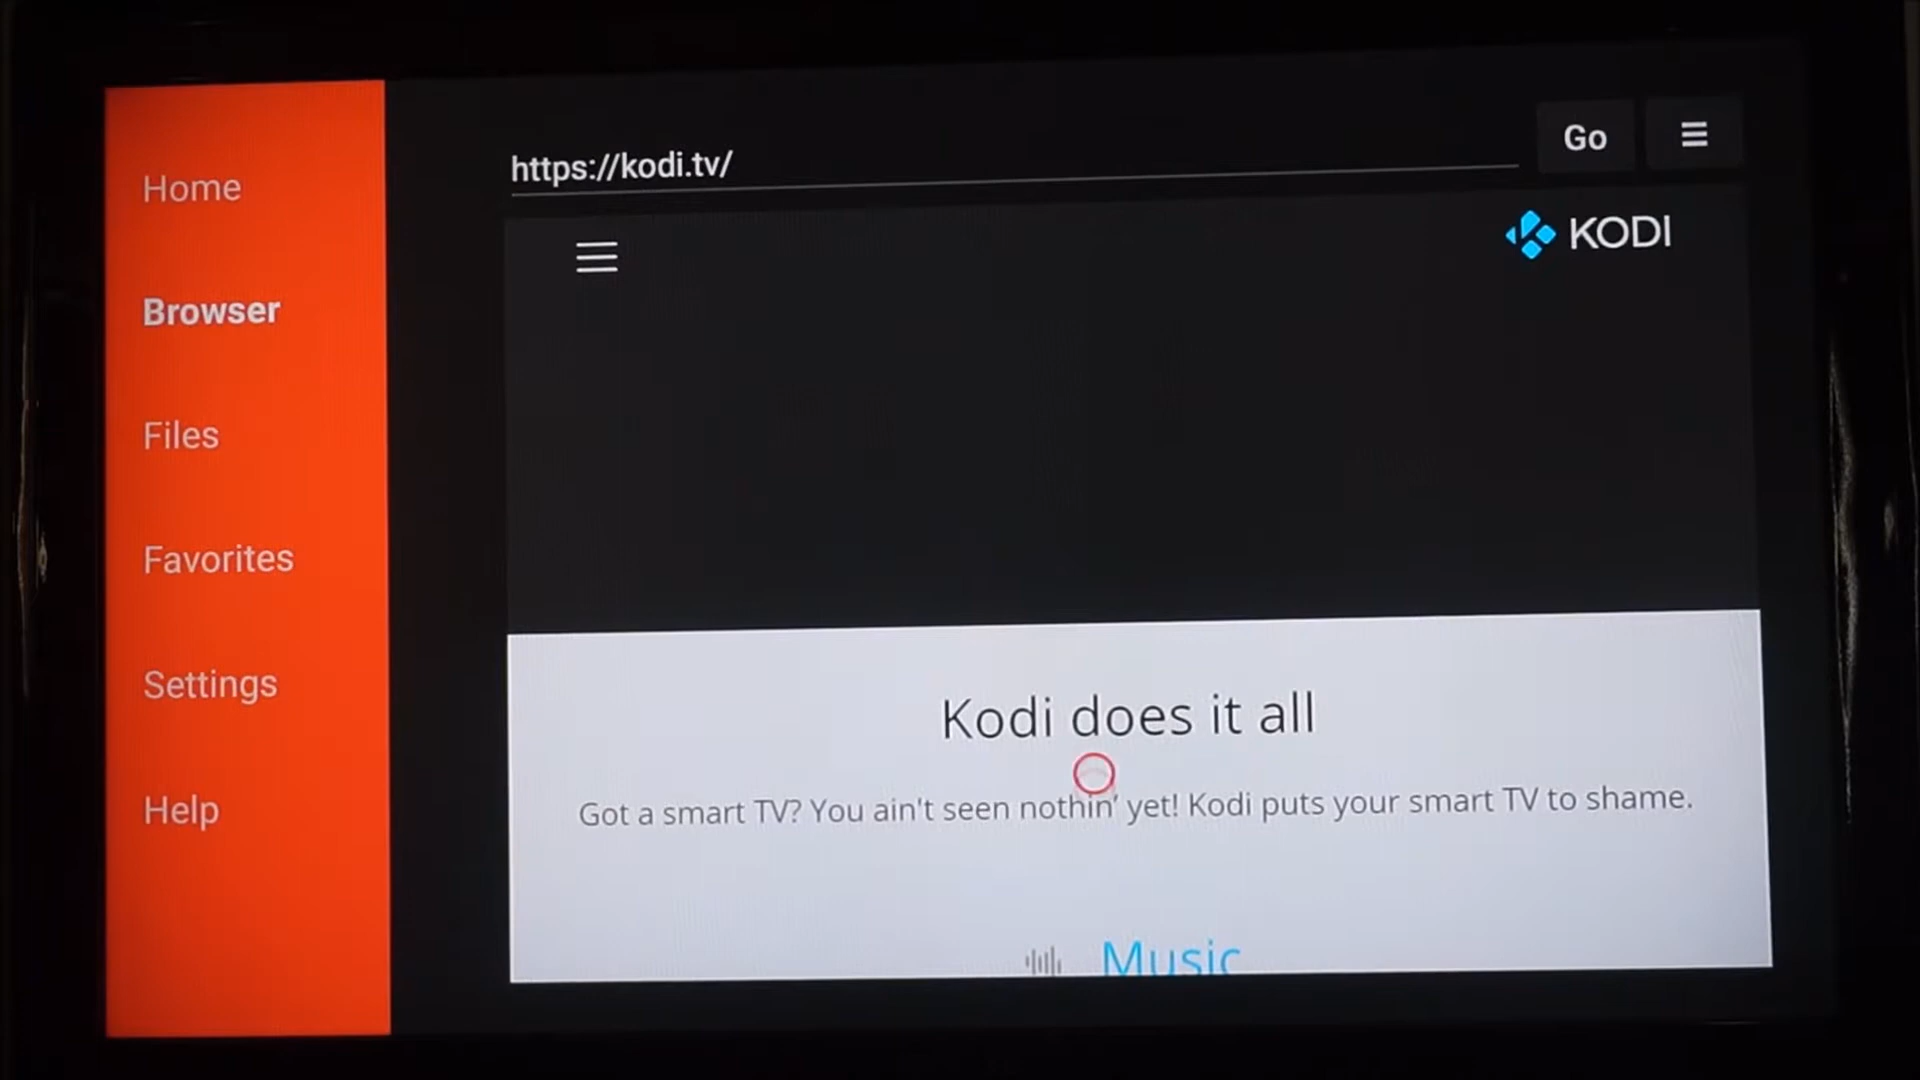 Home
Browser
Files
Favorites
Settings
Help
https://kodi.tv/
Go
KODI
Kodi does it all
Got a smart TV? You ain't seen nothin' yet! Kodi puts your smart TV to shame.
Music